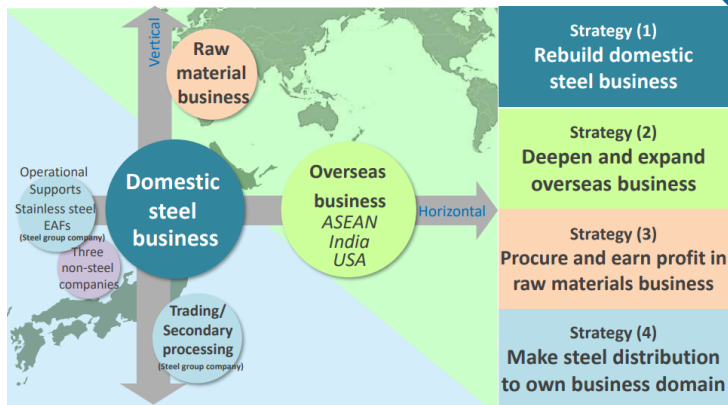 Vertical
Raw
material
business
Operational
Supports
Stainless steel
EAFs
(Steel group company)
Three
non-steel
companies
Domestic
steel
business
Overseas
business
ASEAN
India
USA
Horizontal
Trading/
Secondary
processing
(Steel group company)
Strategy (1)
Rebuild domestic
steel business
Strategy (2)
Deepen and expand
overseas business
Strategy (3)
Procure and earn profit in
raw materials business
Strategy (4)
Make steel distribution
to own business domain